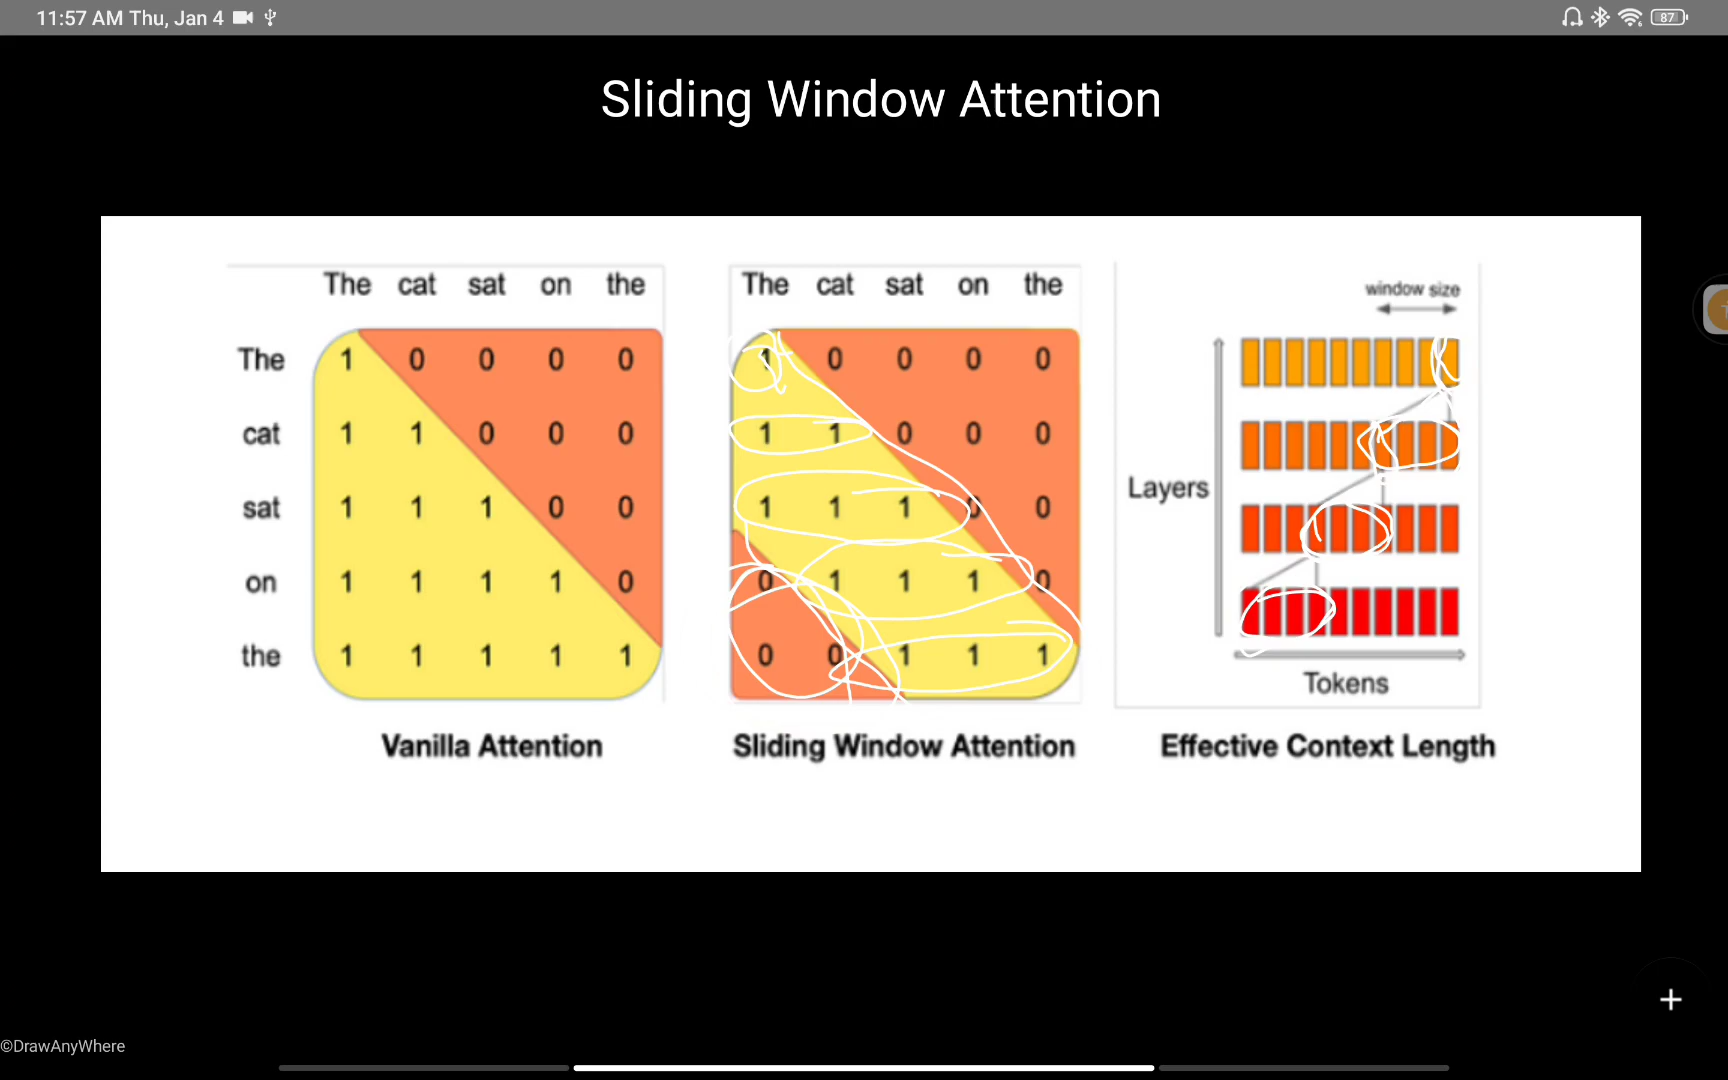 11:57 AM Thu, Jan 4
87
Sliding Window Attention
The cat sat on the
The 1 0 0 0 0
cat 1 1 0 0 0
sat 1 1 1 0 0
on 1 1 1 1 0
the 1 1 1 1 1
Vanilla Attention
The cat sat on the
1 0 0 0 0
1 1 0 0 0
1 1 1 0 0
0 1 1 1 0
0 0 1 1 1
Sliding Window Attention
window size
Layers
Tokens
Effective Context Length
+
©DrawAnyWhere